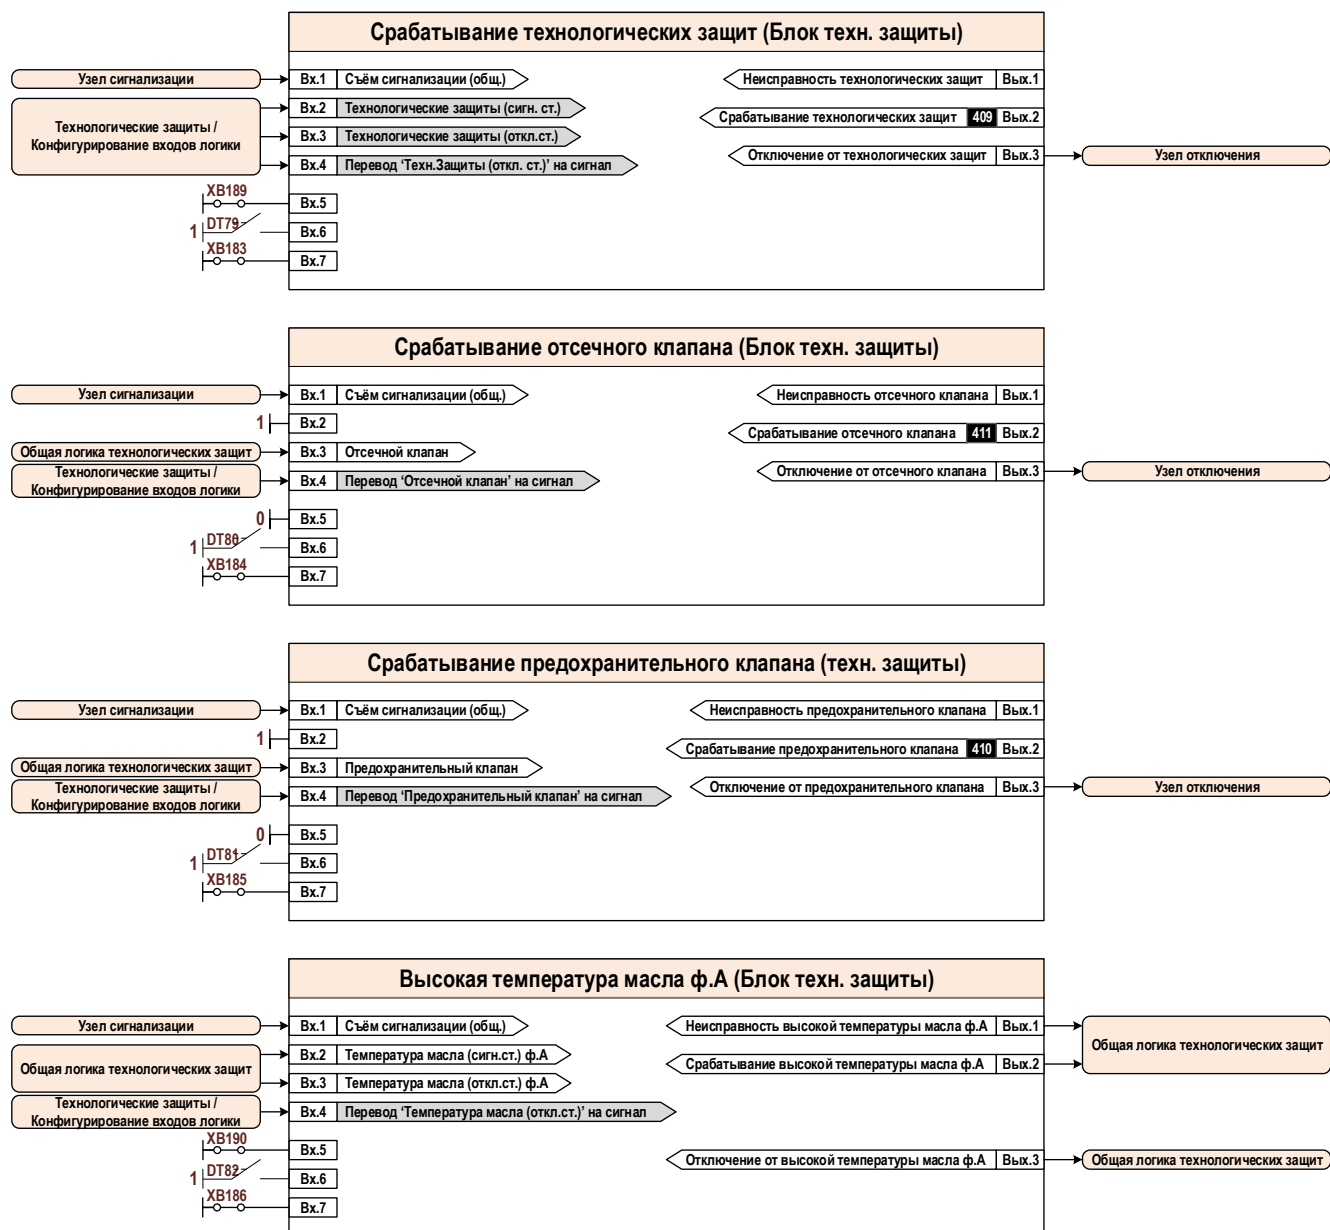 Срабатывание технологических защит (Блок техн. защиты)
Узел сигнализации
Вх.1 Съём сигнализации (общ.)
Неисправность технологических защит Вых.1
Технологические защиты /
Конфигурирование входов логики
Вх.2 Технологические защиты (сигн. ст.)
Срабатывание технологических защит 409 Вых.2
Вх.3 Технологические защиты (откл.ст.)
Отключение от технологических защит Вых.3
Узел отключения
Вх.4 Перевод ‘Техн.Защиты (откл. ст.)’ на сигнал
XB189
Вх.5
1 DT79
Вх.6
XB183
Вх.7
Срабатывание отсечного клапана (Блок техн. защиты)
Узел сигнализации
Вх.1 Съём сигнализации (общ.)
Неисправность отсечного клапана Вых.1
1 Вх.2
Срабатывание отсечного клапана 411 Вых.2
Общая логика технологических защит
Вх.3 Отсечной клапан
Отключение от отсечного клапана Вых.3
Узел отключения
Технологические защиты /
Конфигурирование входов логики
Вх.4 Перевод ‘Отсечной клапан’ на сигнал
0 Вх.5
1 DT80
Вх.6
XB184
Вх.7
Срабатывание предохранительного клапана (техн. защиты)
Узел сигнализации
Вх.1 Съём сигнализации (общ.)
Неисправность предохранительного клапана Вых.1
1 Вх.2
Срабатывание предохранительного клапана 410 Вых.2
Общая логика технологических защит
Вх.3 Предохранительный клапан
Отключение от предохранительного клапана Вых.3
Узел отключения
Технологические защиты /
Конфигурирование входов логики
Вх.4 Перевод ‘Предохранительный клапан’ на сигнал
0 Вх.5
1 DT81
Вх.6
XB185
Вх.7
Высокая температура масла ф.А (Блок техн. защиты)
Узел сигнализации
Вх.1 Съём сигнализации (общ.)
Неисправность высокой температуры масла ф.А Вых.1
Общая логика технологических защит
Общая логика технологических защит
Вх.2 Температура масла (сигн.ст.) ф.А
Срабатывание высокой температуры масла ф.А Вых.2
Вх.3 Температура масла (откл.ст.) ф.А
Технологические защиты /
Конфигурирование входов логики
Вх.4 Перевод ‘Температура масла (откл.ст.)’ на сигнал
XB190
Вх.5
Отключение от высокой температуры масла ф.А Вых.3
Общая логика технологических защит
1 DT82
Вх.6
XB186
Вх.7